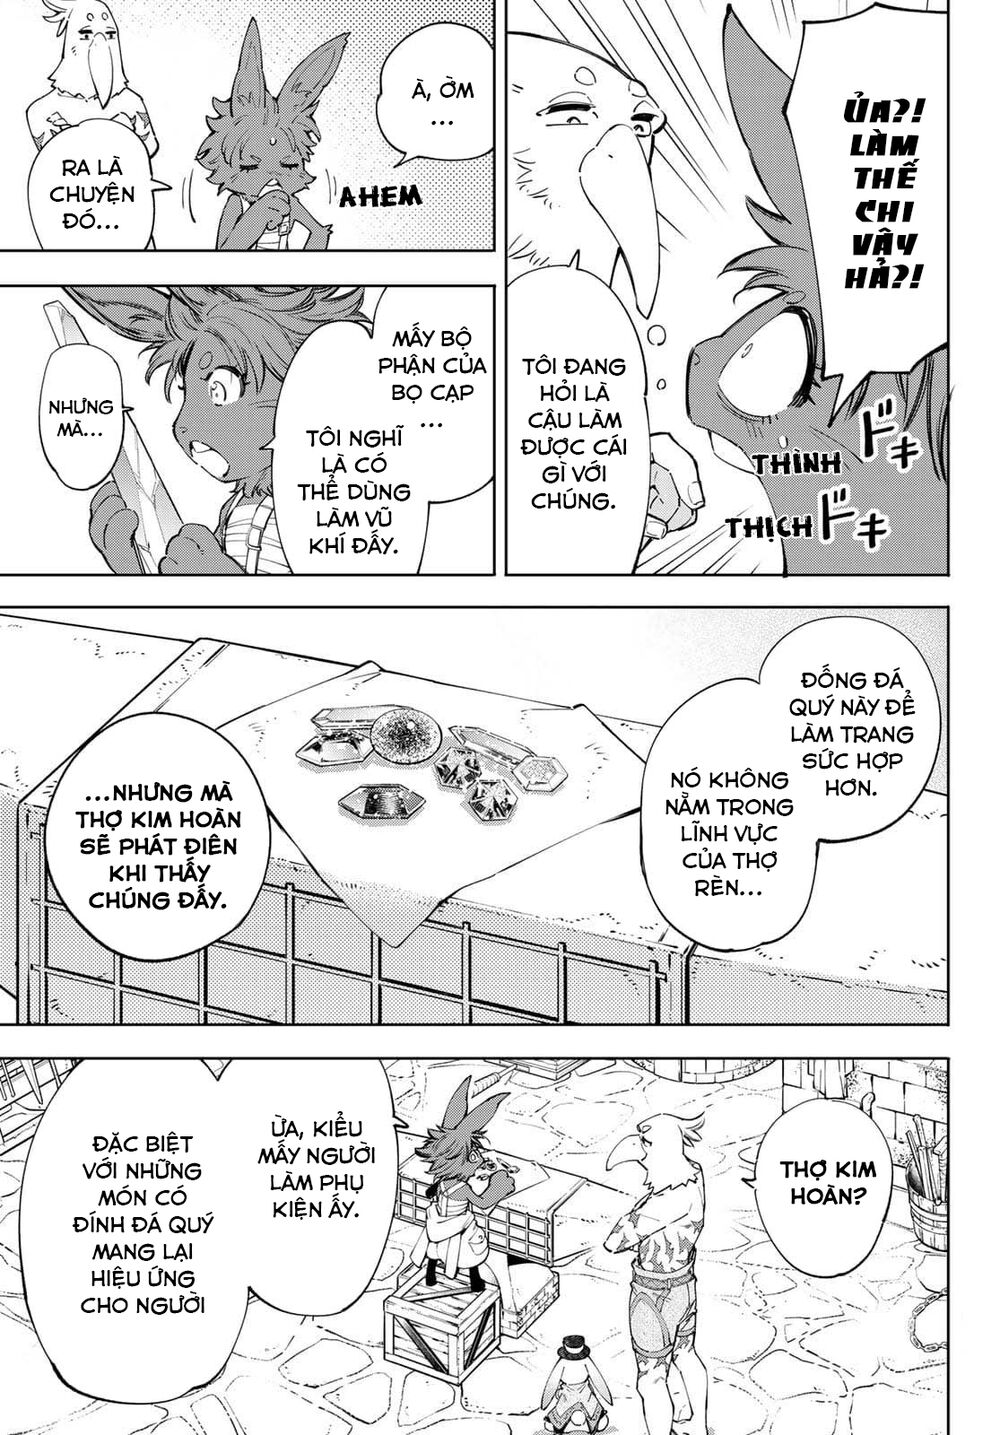 ỦA?!
LÀM
THẾ
CHI
VẬY
HẢ?!
TÔI ĐANG
HỎI LÀ
CẬU LÀM
ĐƯỢC CÁI
GÌ VỚI
CHÚNG.
ドキ
THÌNH
ドキ
THỊCH
À, ỜM
...
AHEM
RA LÀ
CHUYỆN
ĐÓ...
MẤY BỘ
PHẬN CỦA
BỌ CẠP
...
TÔI NGHĨ
LÀ CÓ
THỂ DÙNG
LÀM VŨ
KHÍ ĐẤY.
NHƯNG
MÀ...
ĐỐNG ĐÁ
QUÝ NÀY ĐỂ
LÀM TRANG
SỨC HỢP
HƠN.
NÓ KHÔNG
NẰM TRONG
LĨNH VỰC
CỦA THỢ
RÈN...
...NHƯNG MÀ
THỢ KIM HOÀN
SẼ PHÁT ĐIÊN
KHI THẤY
CHÚNG ĐẤY.
THỢ KIM
HOÀN?
ỪA, KIỂU
MẤY NGƯỜI
LÀM PHỤ
KIỆN ẤY.
ĐẶC BIỆT
VỚI NHỮNG
MÓN CÓ
ĐÍNH ĐÁ QUÝ
MANG LẠI
HIỆU ỨNG
CHO NGƯỜI